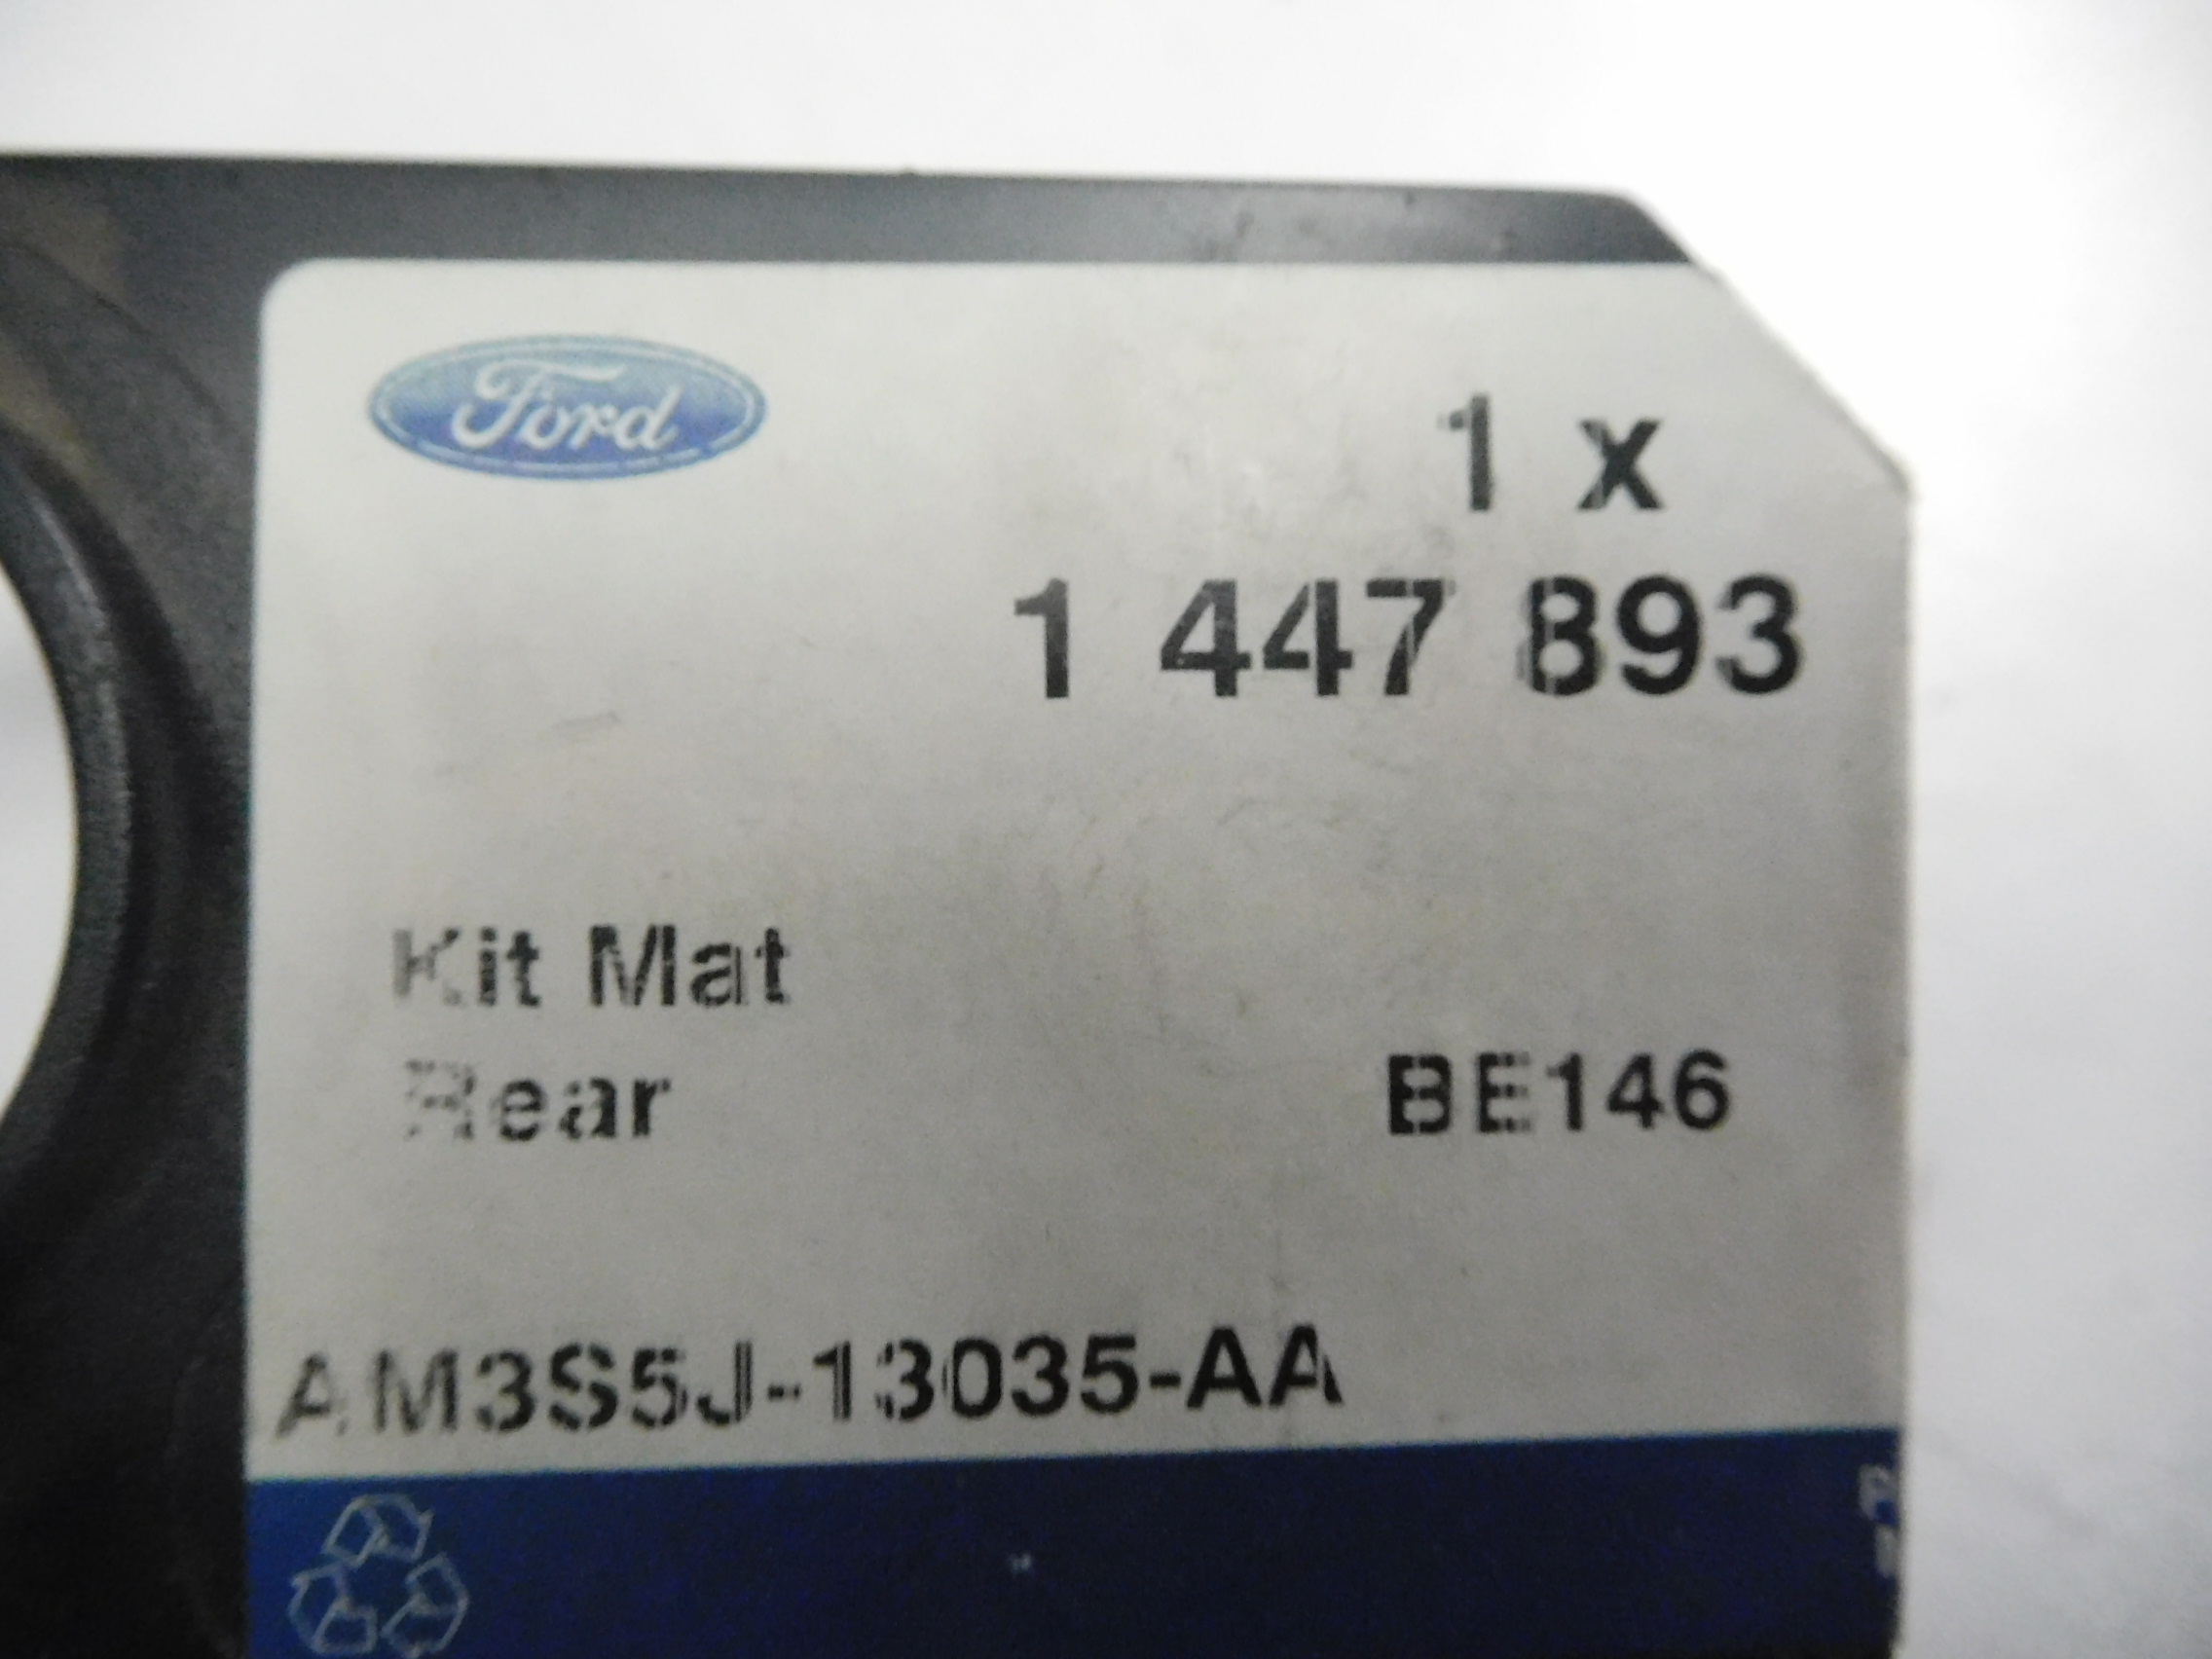 Ford
1 x
1 447 893
Kit Mat
Rear BE146
AM3S5J-13035-AA